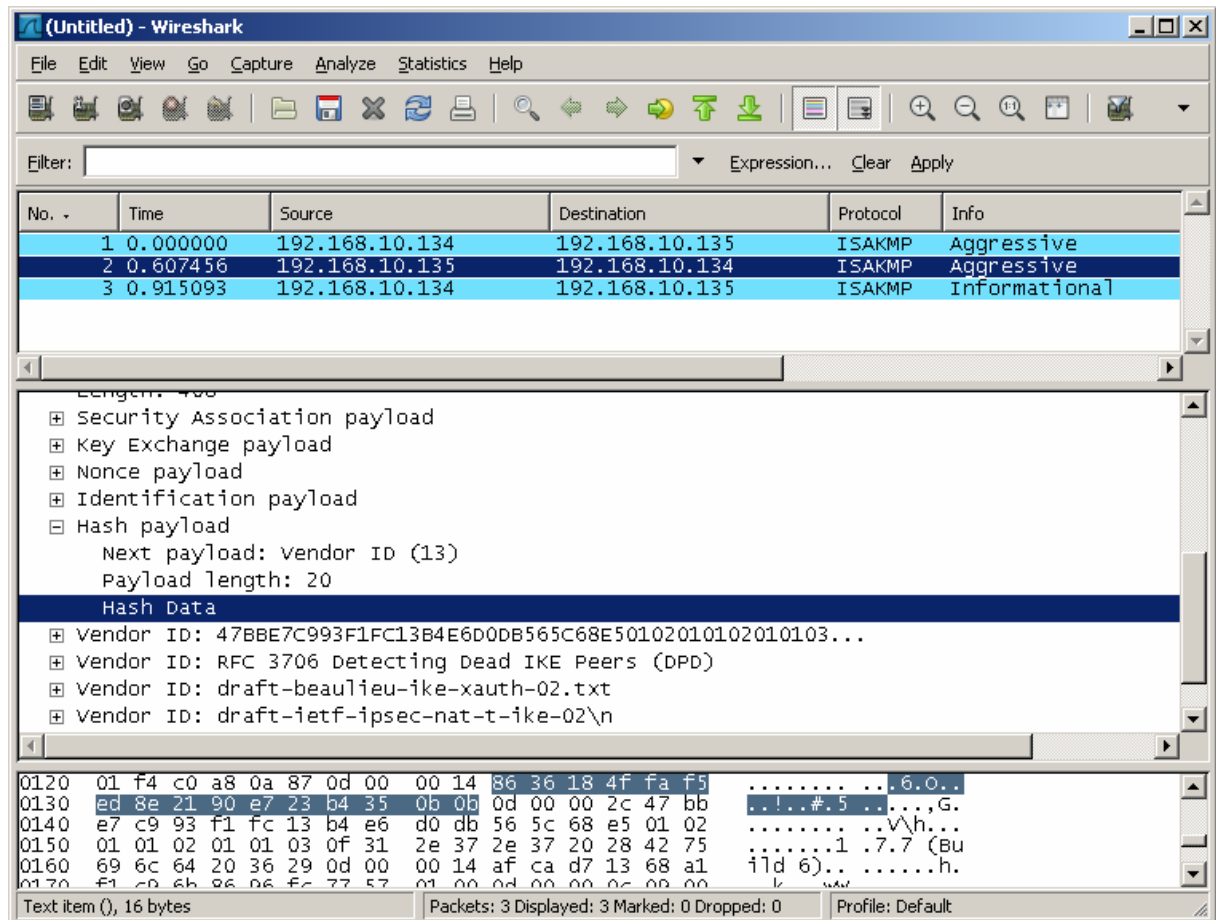 (Untitled) - Wireshark
File Edit View Go Capture Analyze Statistics Help
Filter: Expression... Clear Apply
No. Time Source Destination Protocol Info
1 0.000000 192.168.10.134 192.168.10.135 ISAKMP Aggressive
2 0.607456 192.168.10.135 192.168.10.134 ISAKMP Aggressive
3 0.915093 192.168.10.134 192.168.10.135 ISAKMP Informational
Security Association payload
Key Exchange payload
Nonce payload
Identification payload
Hash payload
Next payload: Vendor ID (13)
Payload length: 20
Hash Data
Vendor ID: 47BBE7C993F1FC13B4E6D0DB565C68E50102010102010103...
Vendor ID: RFC 3706 Detecting Dead IKE Peers (DPD)
Vendor ID: draft-beaulieu-ike-xauth-02.txt
Vendor ID: draft-ietf-ipsec-nat-t-ike-02\n
0120 01 f4 c0 a8 0a 87 0d 00 00 14 86 36 18 4f fa f5 ........ ...6.O..
0130 ed 8e 21 90 e7 23 b4 35 0b 0b 0d 00 00 2c 47 bb ..!..#.5 .....,G.
0140 e7 c9 93 f1 fc 13 b4 e6 d0 db 56 5c 68 e5 01 02 ........ ..V\h...
0150 01 01 02 01 01 03 0f 31 2e 37 2e 37 20 28 42 75 .......1 .7.7 (Bu
0160 69 6c 64 20 36 29 0d 00 00 14 af ca d7 13 68 a1 ild 6).. ......h.
Text item (), 16 bytes Packets: 3 Displayed: 3 Marked: 0 Dropped: 0 Profile: Default